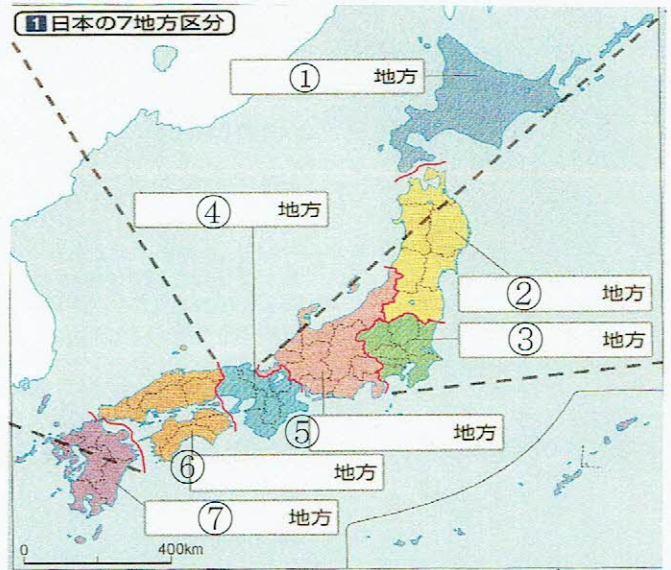 1 日本の7地方区分
① 地方
④ 地方
② 地方
③ 地方
⑤ 地方
⑥ 地方
⑦ 地方
0 400km